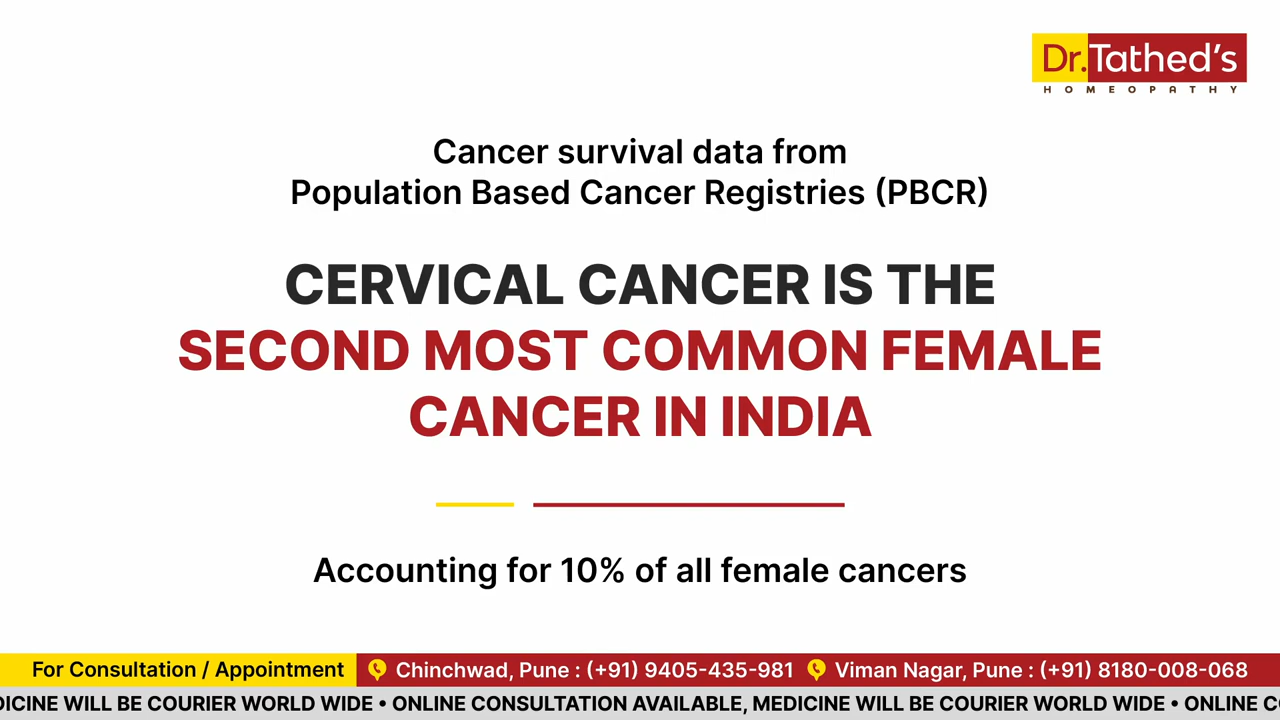 Dr.Tathed's
HOMEOPATHY
Cancer survival data from
Population Based Cancer Registries (PBCR)
CERVICAL CANCER IS THE
SECOND MOST COMMON FEMALE
CANCER IN INDIA
Accounting for 10% of all female cancers
For Consultation / Appointment Chinchwad, Pune : (+91) 9405-435-981 Viman Nagar, Pune : (+91) 8180-008-068
WILL BE COURIER WORLD WIDE • ONLINE CONSULTATION AVAILABLE, MEDICINE WILL BE COURIER WORLD WIDE • ONLINE